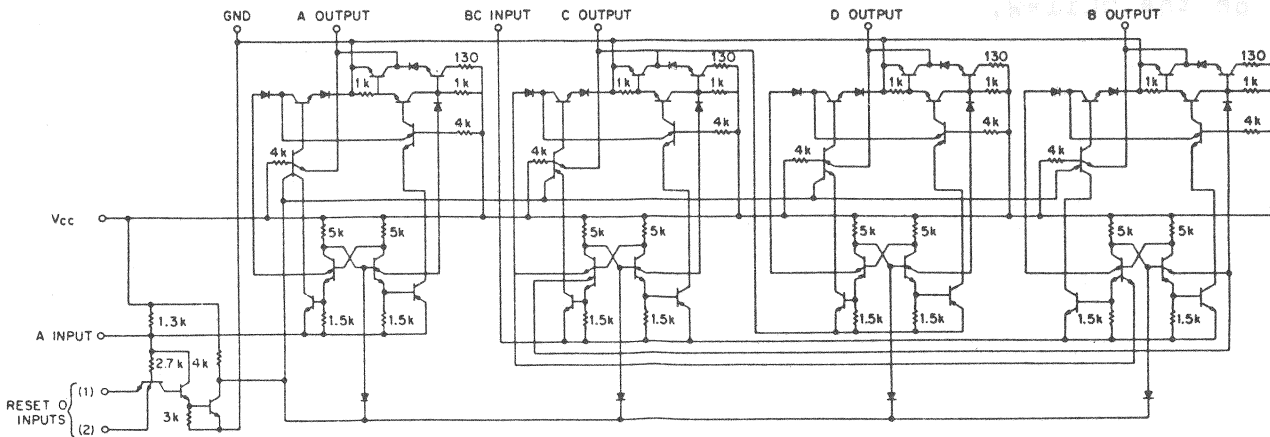 GND
A OUTPUT
BC INPUT
C OUTPUT
D OUTPUT
B OUTPUT
130
130
130
130
1k
1k
1k
1k
1k
1k
1k
1k
4k
4k
4k
4k
4k
4k
4k
4k
Vcc
5k
5k
5k
5k
5k
5k
5k
5k
1.3k
1.5k
1.5k
1.5k
1.5k
1.5k
1.5k
1.5k
1.5k
A INPUT
2.7k
4k
RESET O
INPUTS
(1)
3k
(2)